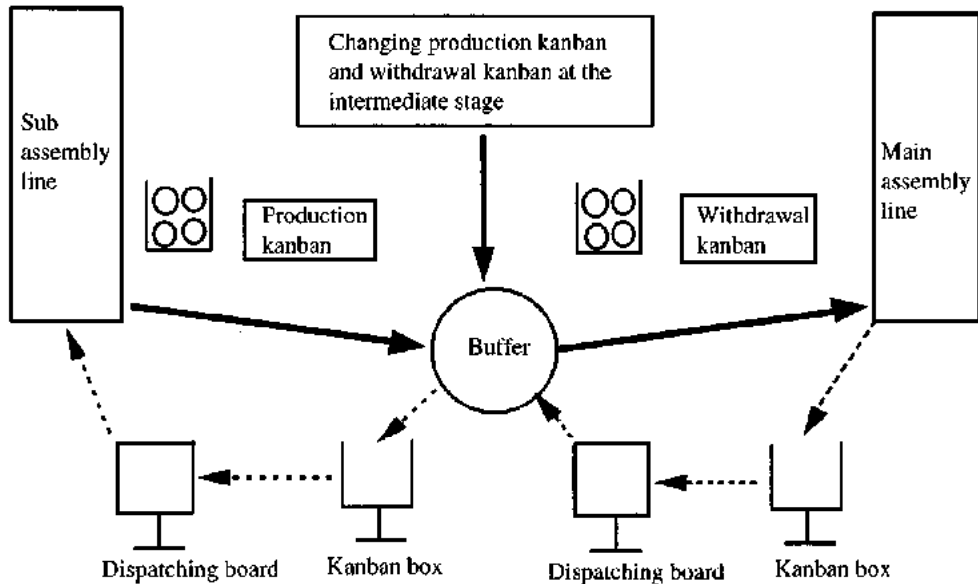 Changing production kanban
and withdrawal kanban at the
intermediate stage
Sub
assembly
line
Production
kanban
Withdrawal
kanban
Main
assembly
line
Buffer
Dispatching board
Kanban box
Dispatching board
Kanban box